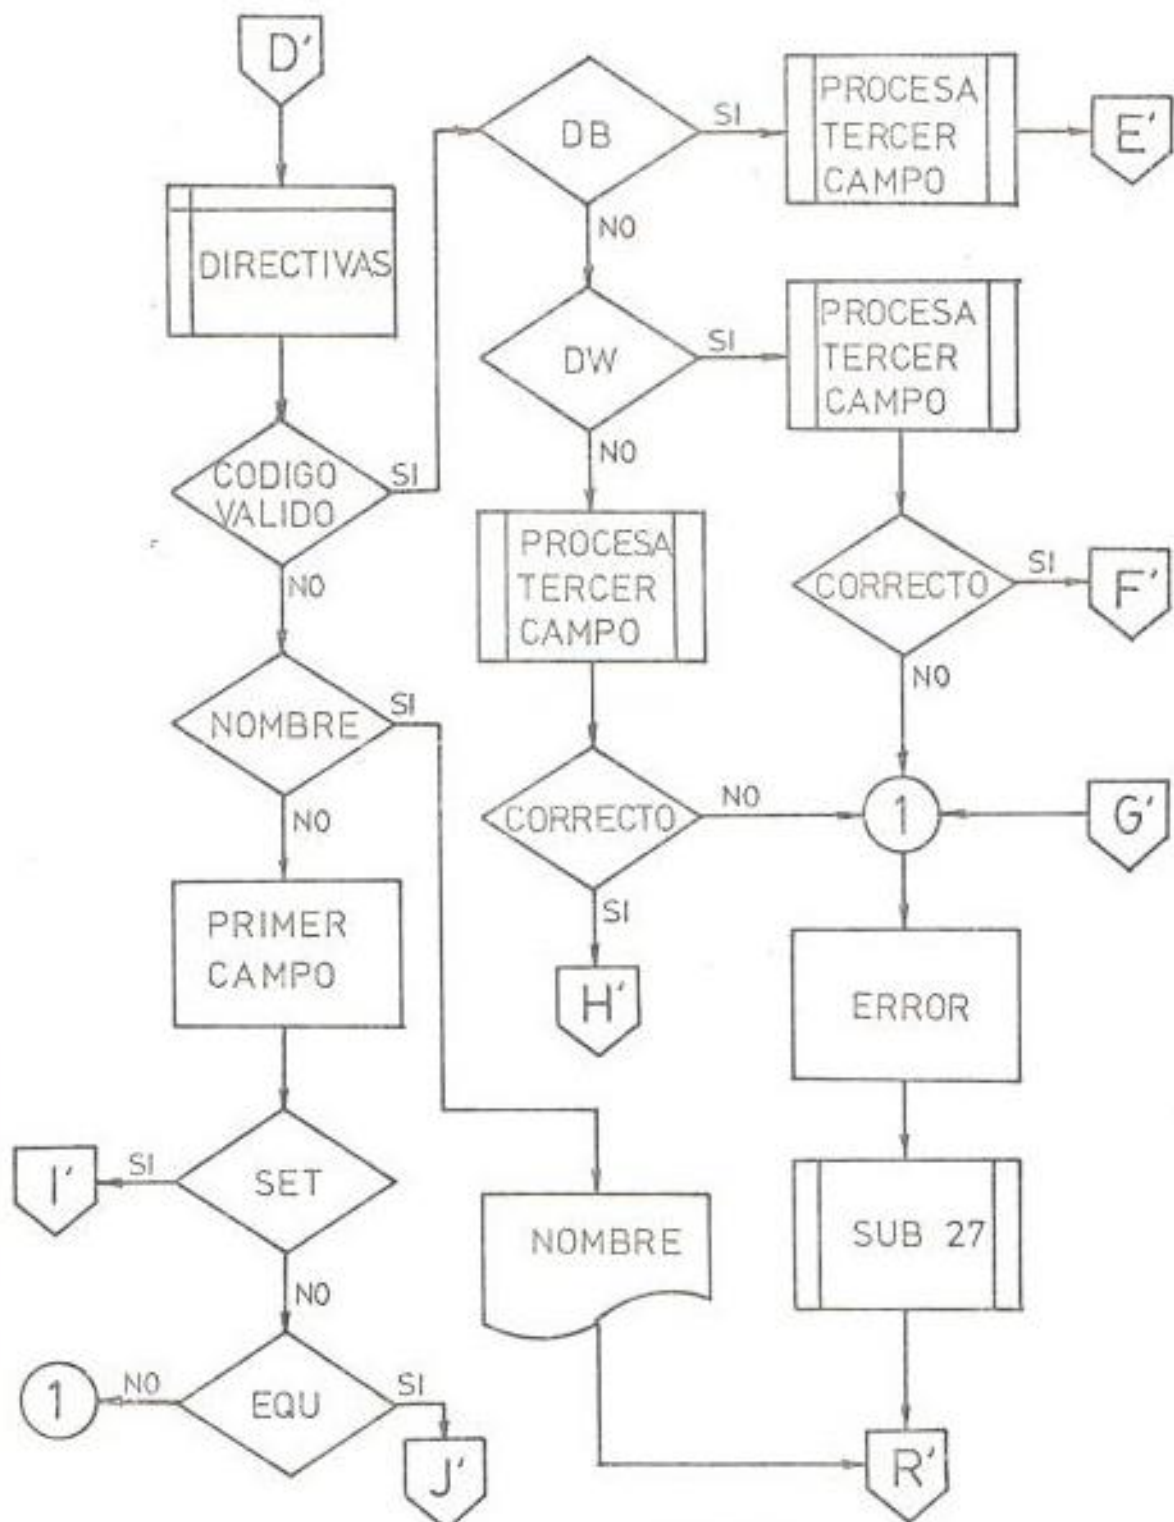 D'
DIRECTIVAS
CODIGO
VALIDO
SI
NO
NOMBRE
SI
NO
PRIMER
CAMPO
SET
SI
I'
NO
EQU
NO
1
SI
J'
DB
SI
PROCESA
TERCER
CAMPO
E'
NO
DW
SI
PROCESA
TERCER
CAMPO
NO
PROCESA
TERCER
CAMPO
CORRECTO
SI
F'
NO
CORRECTO
NO
1
G'
SI
H'
ERROR
SUB 27
NOMBRE
R'